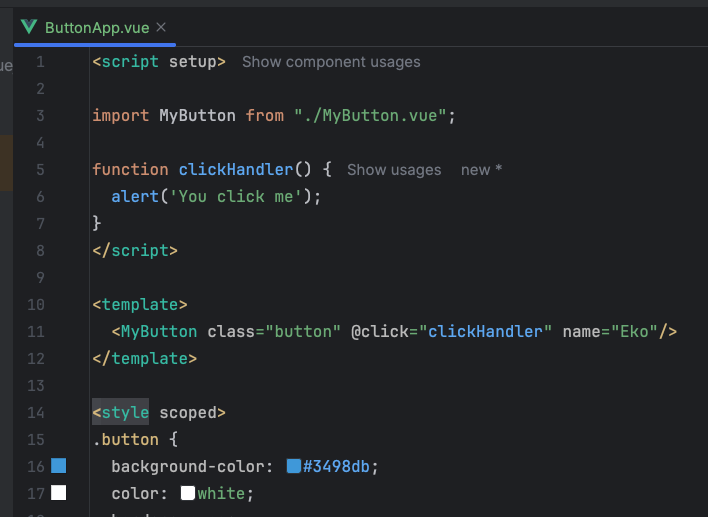 ButtonApp.vue
ue
1 <script setup> Show component usages
2
3 import MyButton from "./MyButton.vue";
4
5 function clickHandler() { Show usages new *
6 alert('You click me');
7 }
8 </script>
9
10 <template>
11 <MyButton class="button" @click="clickHandler" name="Eko"/>
12 </template>
13
14 <style scoped>
15 .button {
16 background-color: #3498db;
17 color: white;